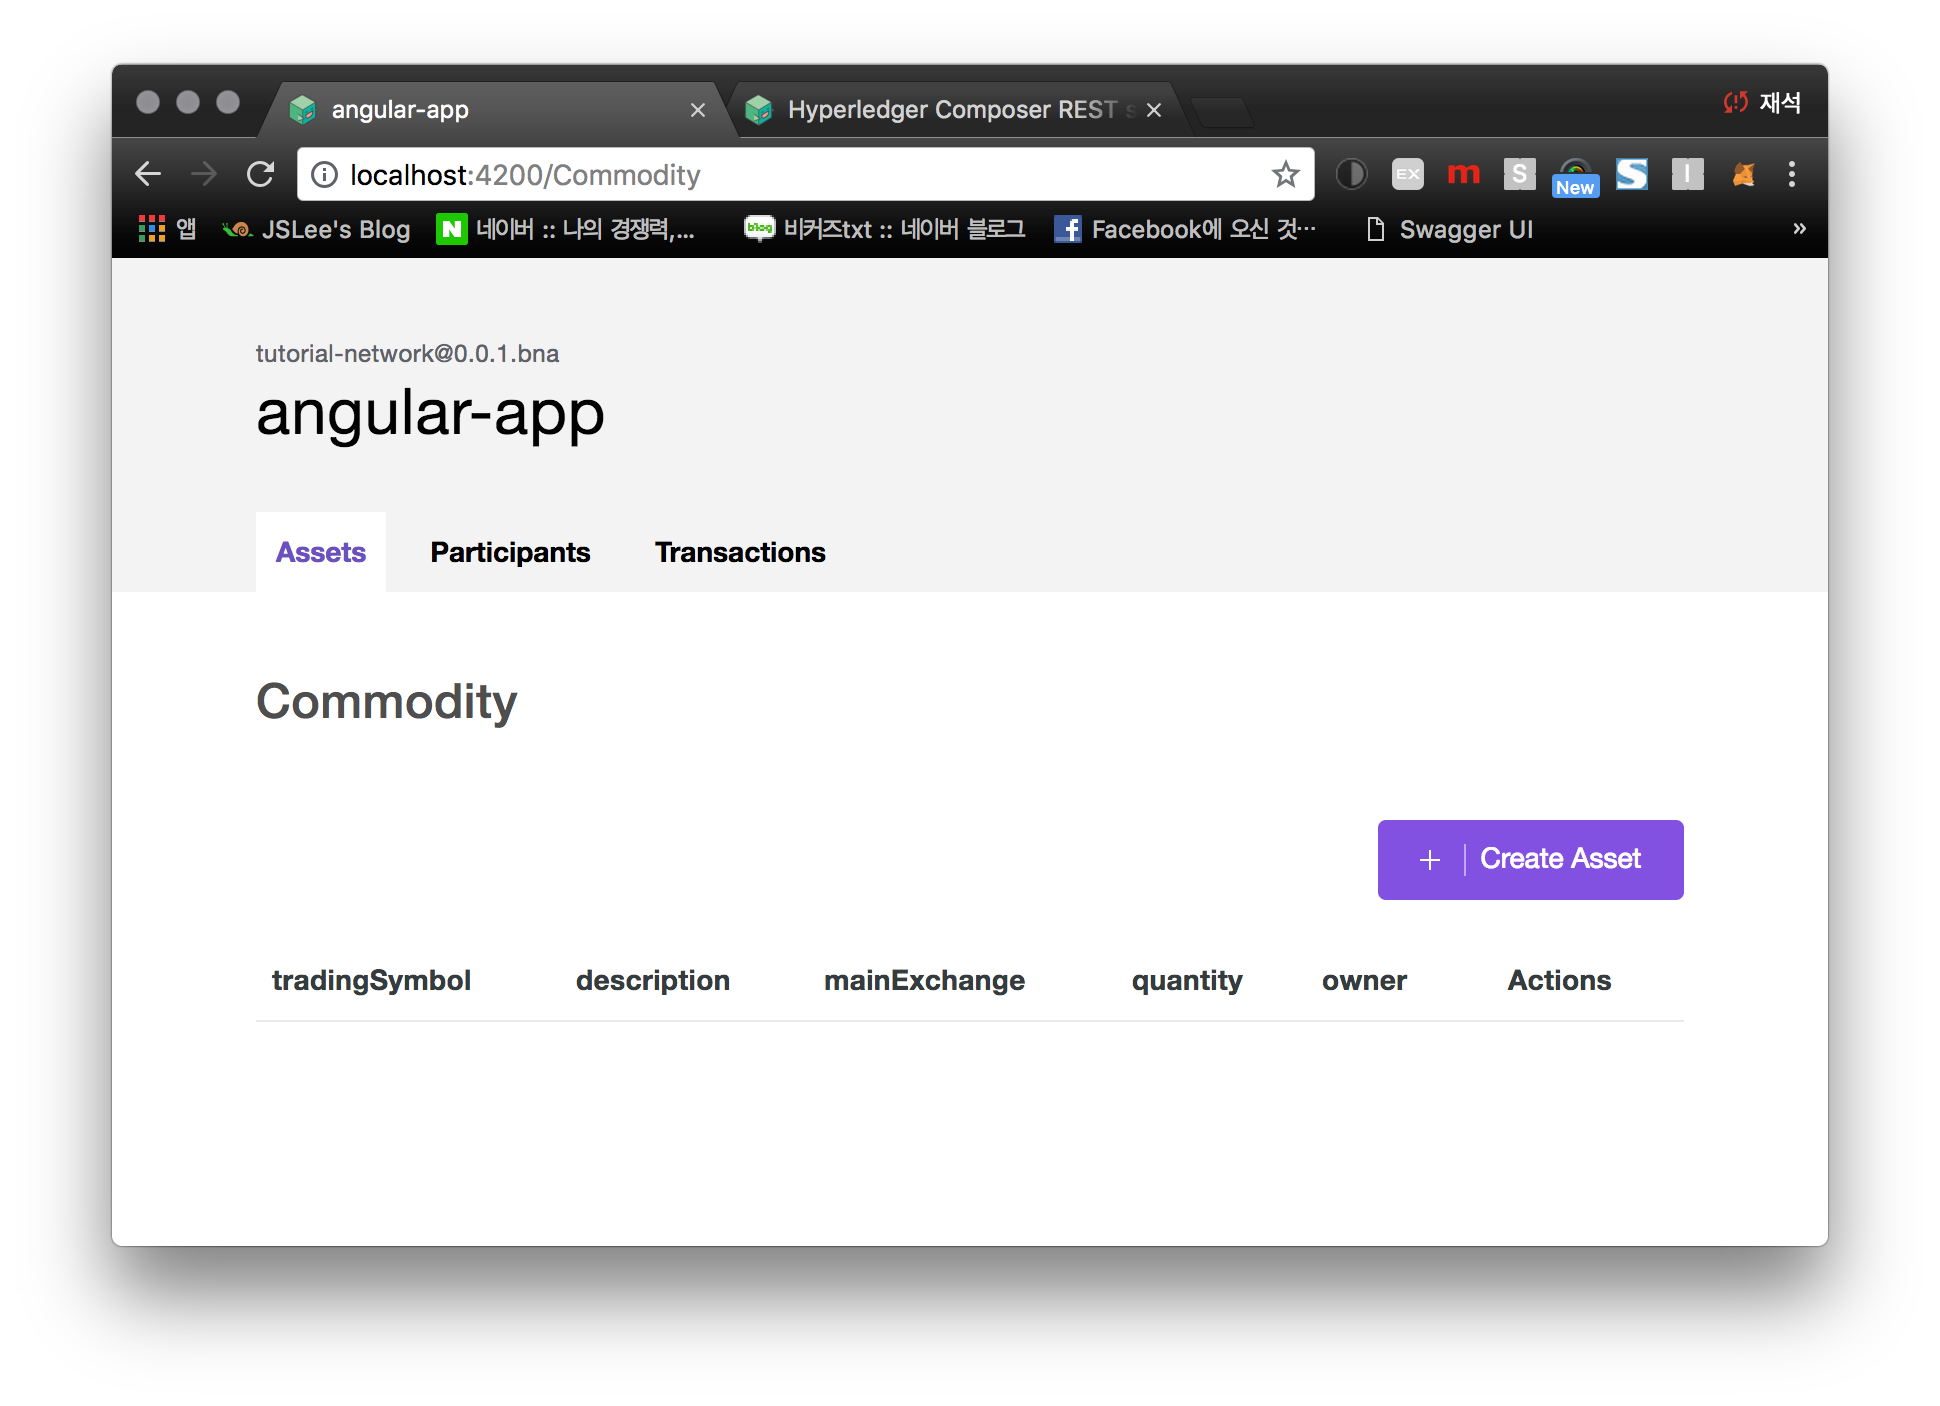 angular-app
Hyperledger Composer REST s
재석
localhost:4200/Commodity
EX
m
S
New
S
I
앱
JSLee's Blog
N 네이버 :: 나의 경쟁력,...
blog 비커즈txt :: 네이버 블로그
f Facebook에 오신 것···
Swagger UI
»
tutorial-network@0.0.1.bna
angular-app
Assets Participants Transactions
Commodity
+ Create Asset
tradingSymbol description mainExchange quantity owner Actions